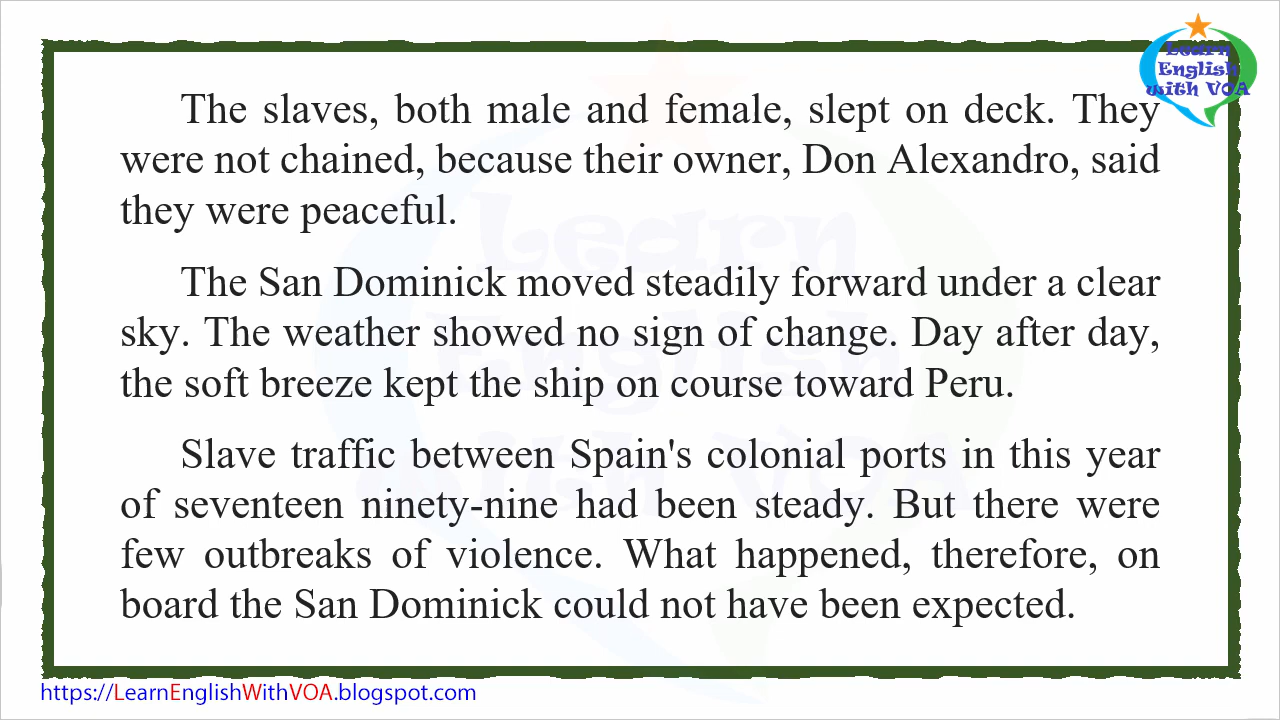 Learn
English
with VOA
The slaves, both male and female, slept on deck. They
were not chained, because their owner, Don Alexandro, said
they were peaceful.
The San Dominick moved steadily forward under a clear
sky. The weather showed no sign of change. Day after day,
the soft breeze kept the ship on course toward Peru.
Slave traffic between Spain's colonial ports in this year
of seventeen ninety-nine had been steady. But there were
few outbreaks of violence. What happened, therefore, on
board the San Dominick could not have been expected.
https://LearnEnglishWithVOA.blogspot.com